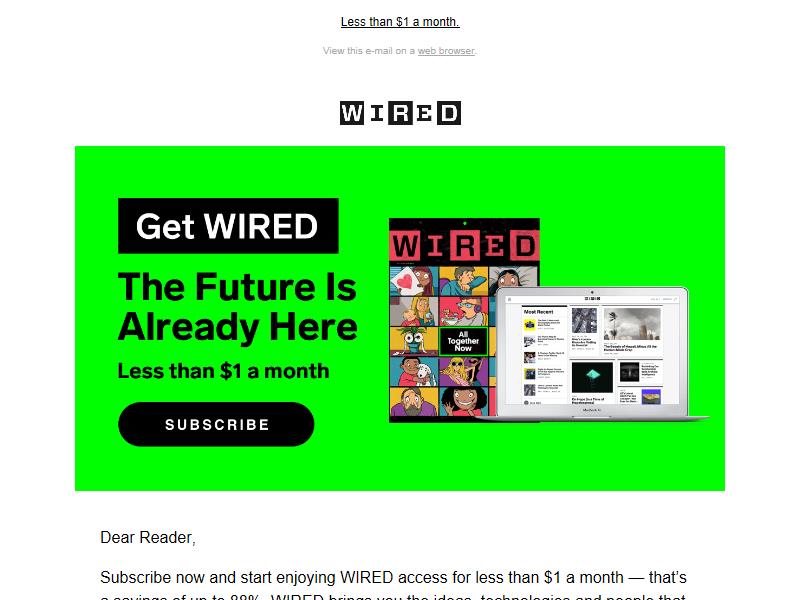 Less than $1 a month.
View this e-mail on a web browser.
WIRED
Get WIRED
The Future Is
Already Here
Less than $1 a month
SUBSCRIBE
WIRED
All
Together
Now
Most Recent
MacBook Air
Dear Reader,
Subscribe now and start enjoying WIRED access for less than $1 a month — that's
a savings of up to 88%. WIRED brings you the ideas, technologies and people that